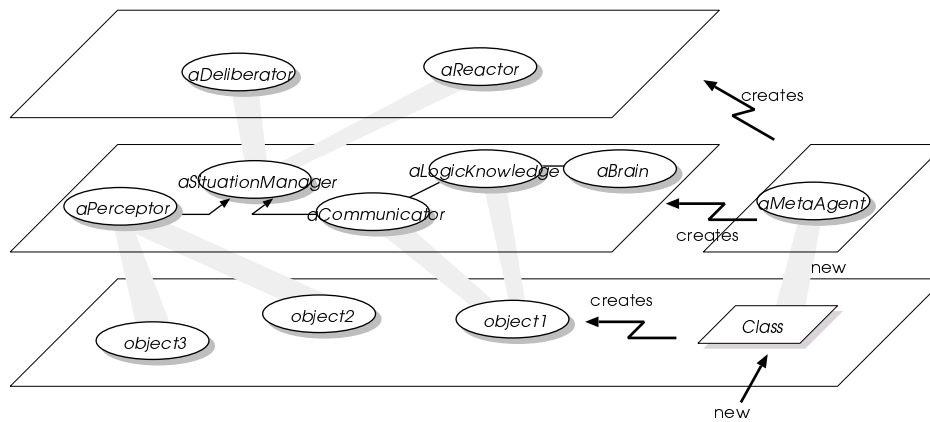 aDeliberator
aReactor
creates
aSituationManager
aLogicKnowledge
aBrain
aPerceptor
aCommunicator
aMetaAgent
creates
new
object3
object2
object1
creates
Class
new